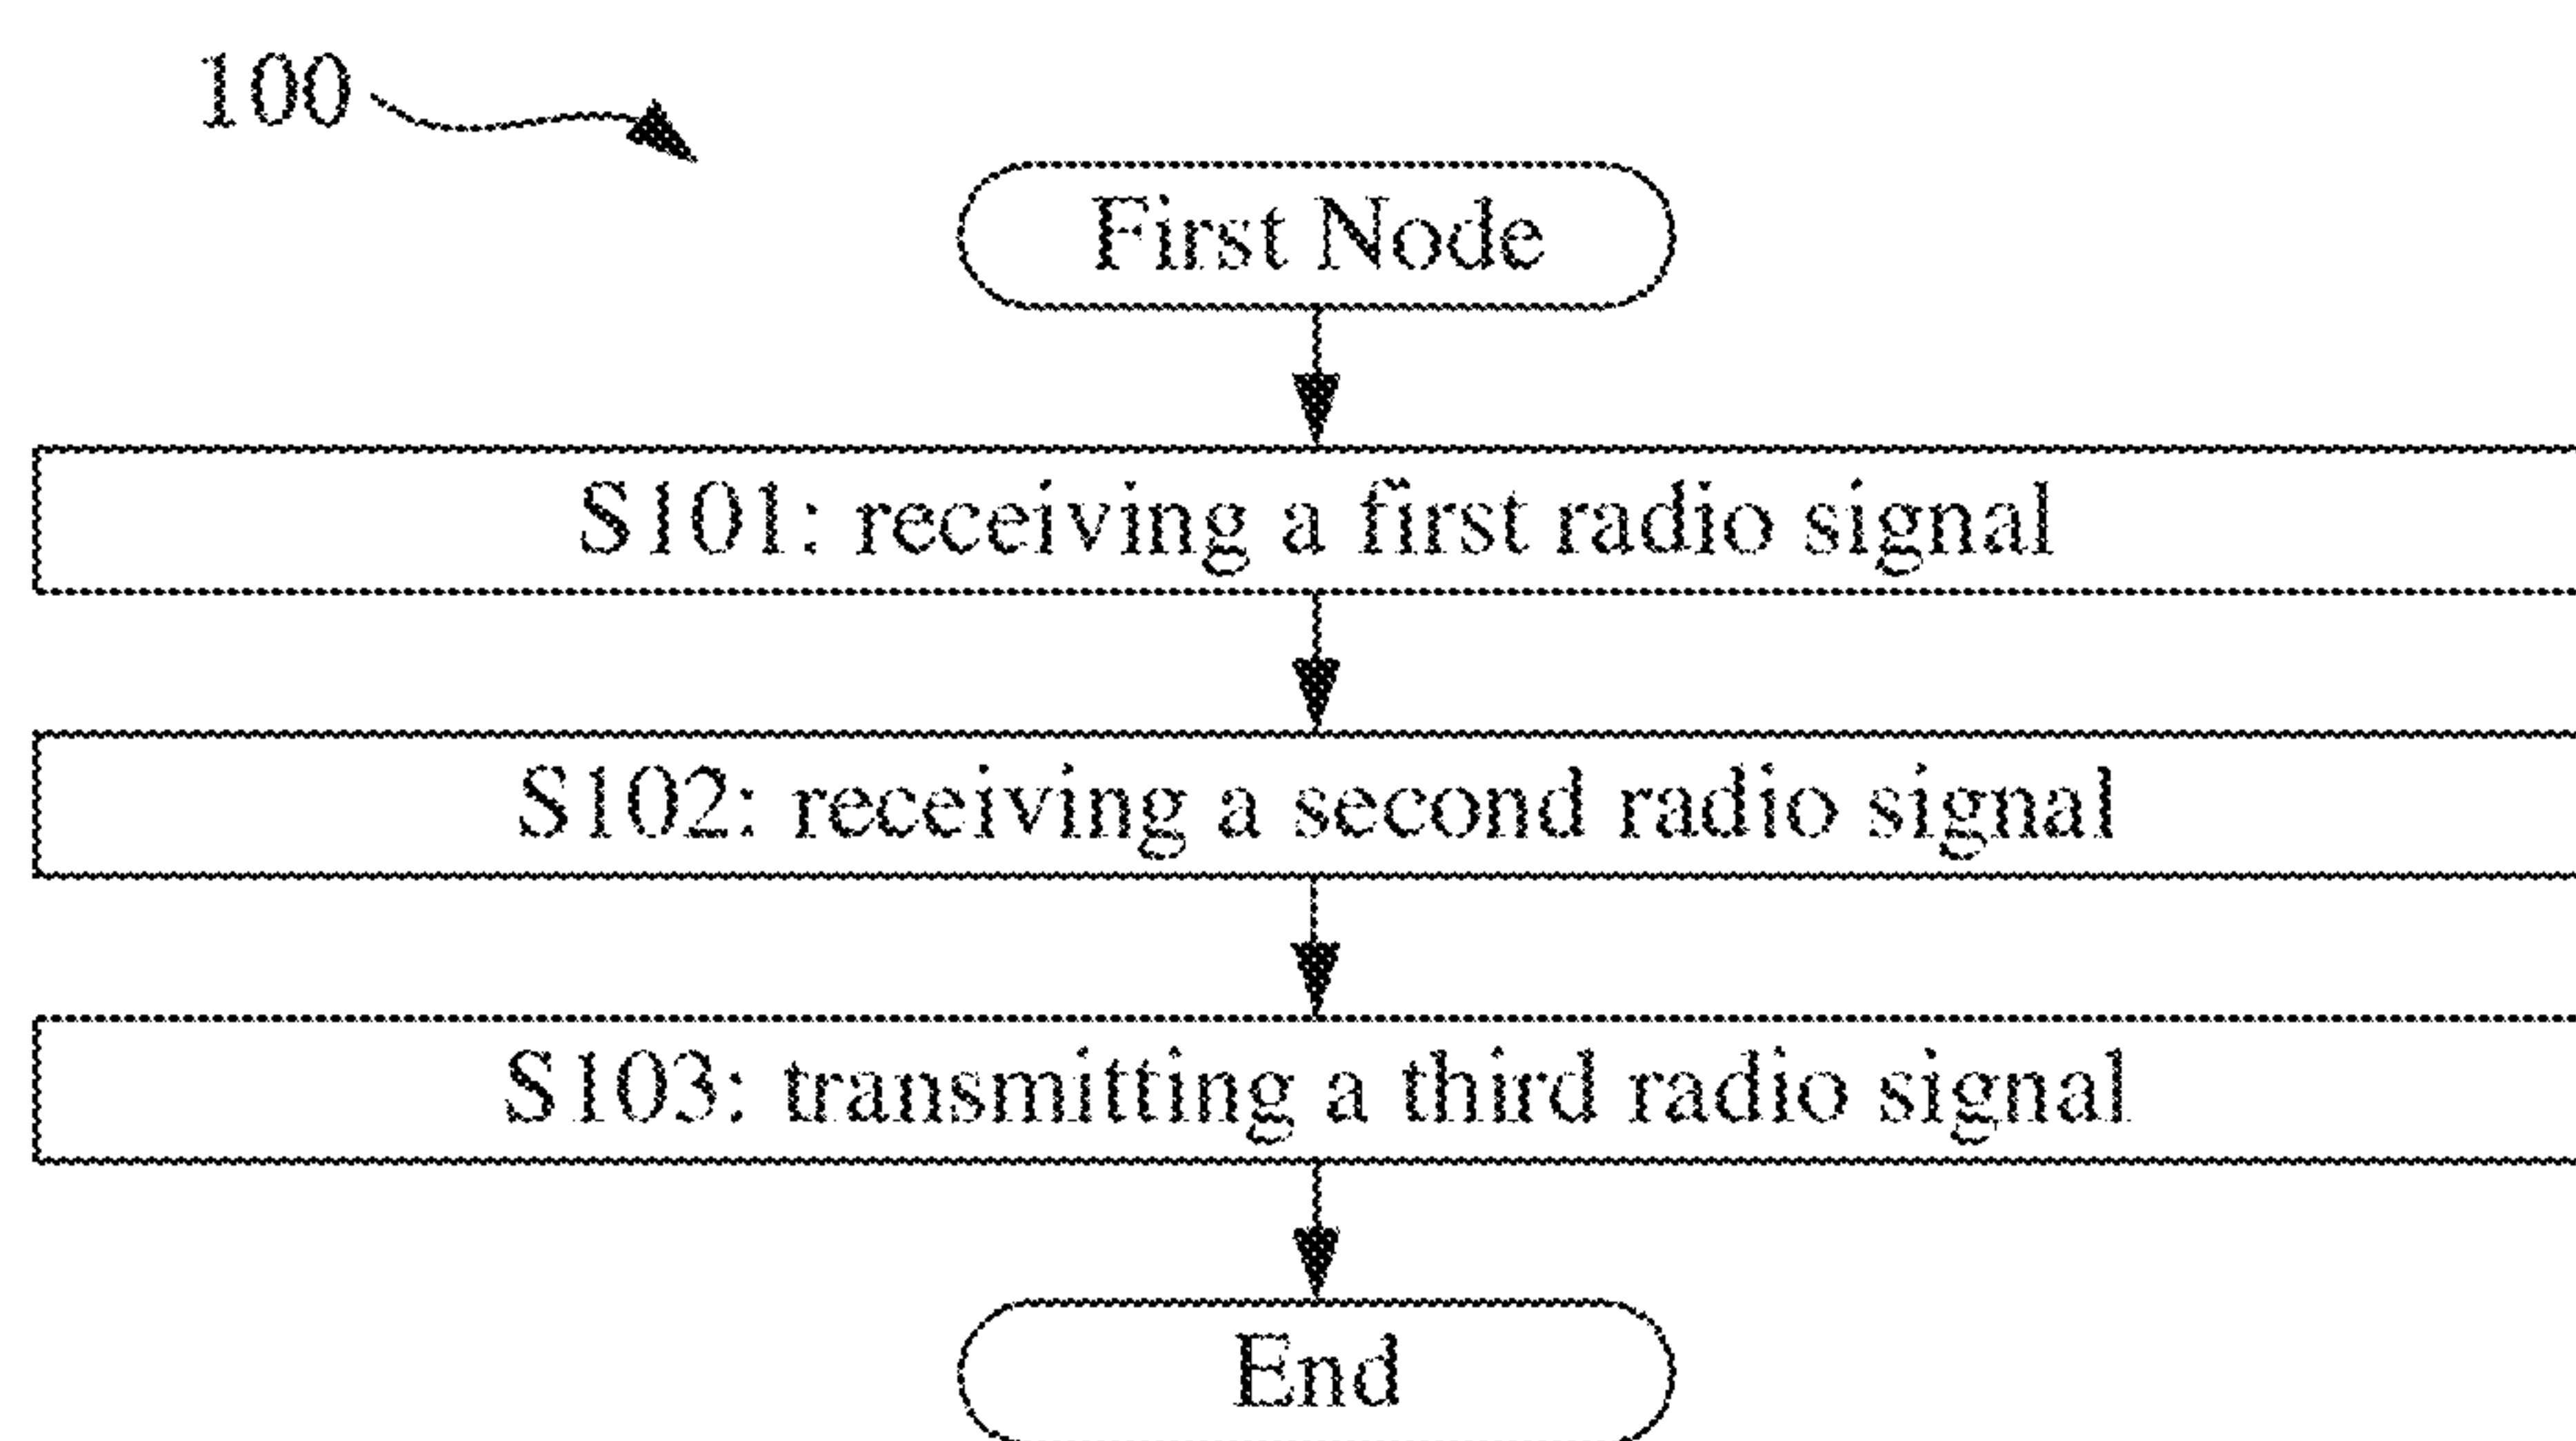 100
First Node
S101: receiving a first radio signal
S102: receiving a second radio signal
S103: transmitting a third radio signal
End